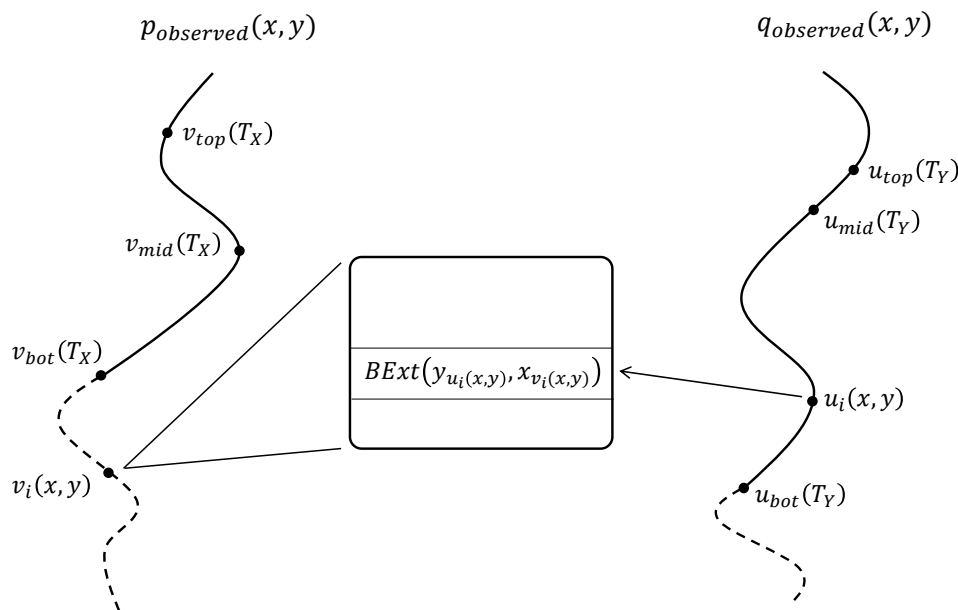 p_{observed}(x, y)
q_{observed}(x, y)
v_{top}(T_X)
u_{top}(T_Y)
u_{mid}(T_Y)
v_{mid}(T_X)
v_{bot}(T_X)
BExt(y_{u_i(x,y)}, x_{v_i(x,y)})
u_i(x, y)
v_i(x, y)
u_{bot}(T_Y)